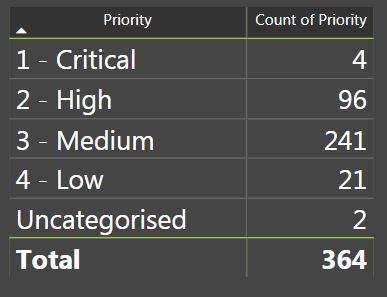 Priority Count of Priority
1 - Critical 4
2 - High 96
3 - Medium 241
4 - Low 21
Uncategorised 2
Total 364